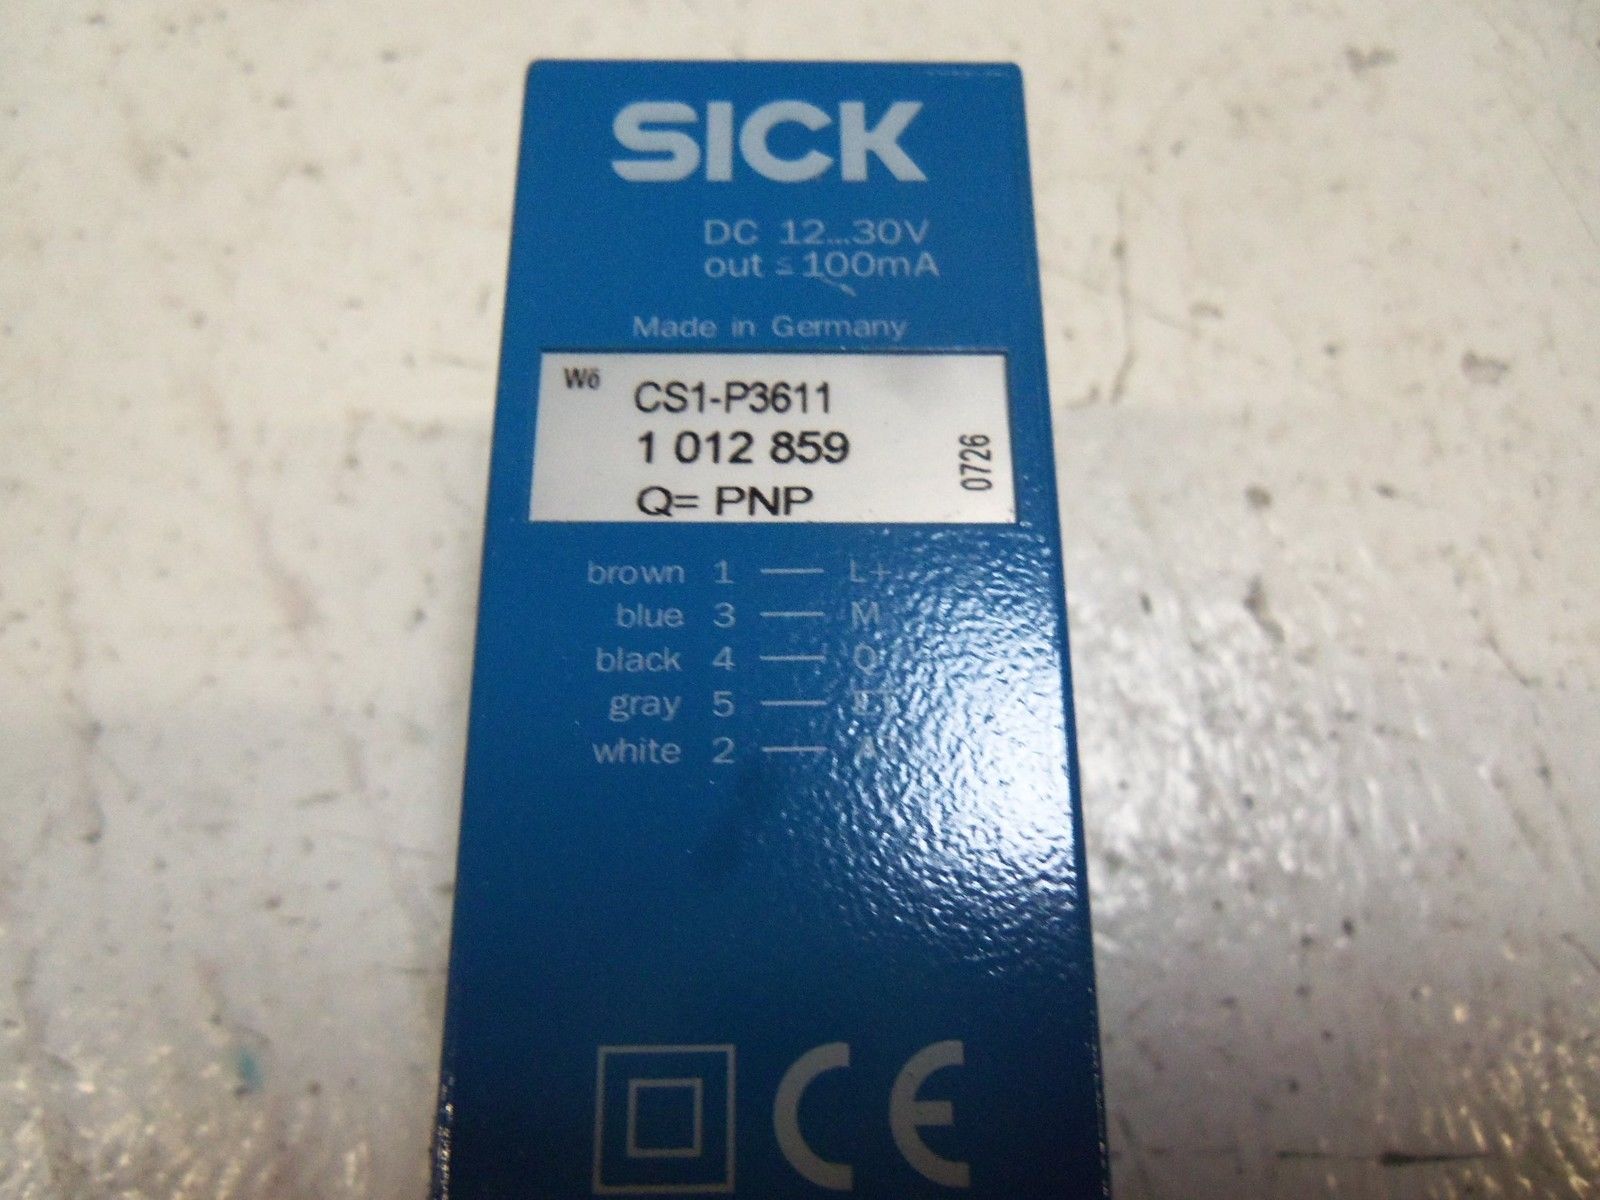 SICK
DC 12...30V
out ≤ 100mA
Made in Germany
Wö CS1-P3611
1 012 859
Q= PNP
0726
brown 1 L+
blue 3 M
black 4 Q
gray 5
white 2
CE